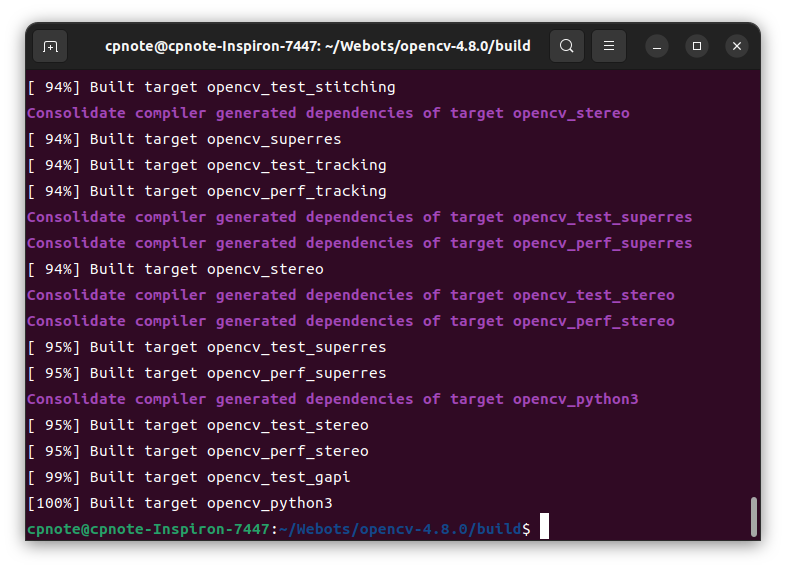 cpnote@cpnote-Inspiron-7447: ~/Webots/opencv-4.8.0/build
[ 94%] Built target opencv_test_stitching
Consolidate compiler generated dependencies of target opencv_stereo
[ 94%] Built target opencv_superres
[ 94%] Built target opencv_test_tracking
[ 94%] Built target opencv_perf_tracking
Consolidate compiler generated dependencies of target opencv_test_superres
Consolidate compiler generated dependencies of target opencv_perf_superres
[ 94%] Built target opencv_stereo
Consolidate compiler generated dependencies of target opencv_test_stereo
Consolidate compiler generated dependencies of target opencv_perf_stereo
[ 95%] Built target opencv_test_superres
[ 95%] Built target opencv_perf_superres
Consolidate compiler generated dependencies of target opencv_python3
[ 95%] Built target opencv_test_stereo
[ 95%] Built target opencv_perf_stereo
[ 99%] Built target opencv_test_gapi
[100%] Built target opencv_python3
cpnote@cpnote-Inspiron-7447:~/Webots/opencv-4.8.0/build$